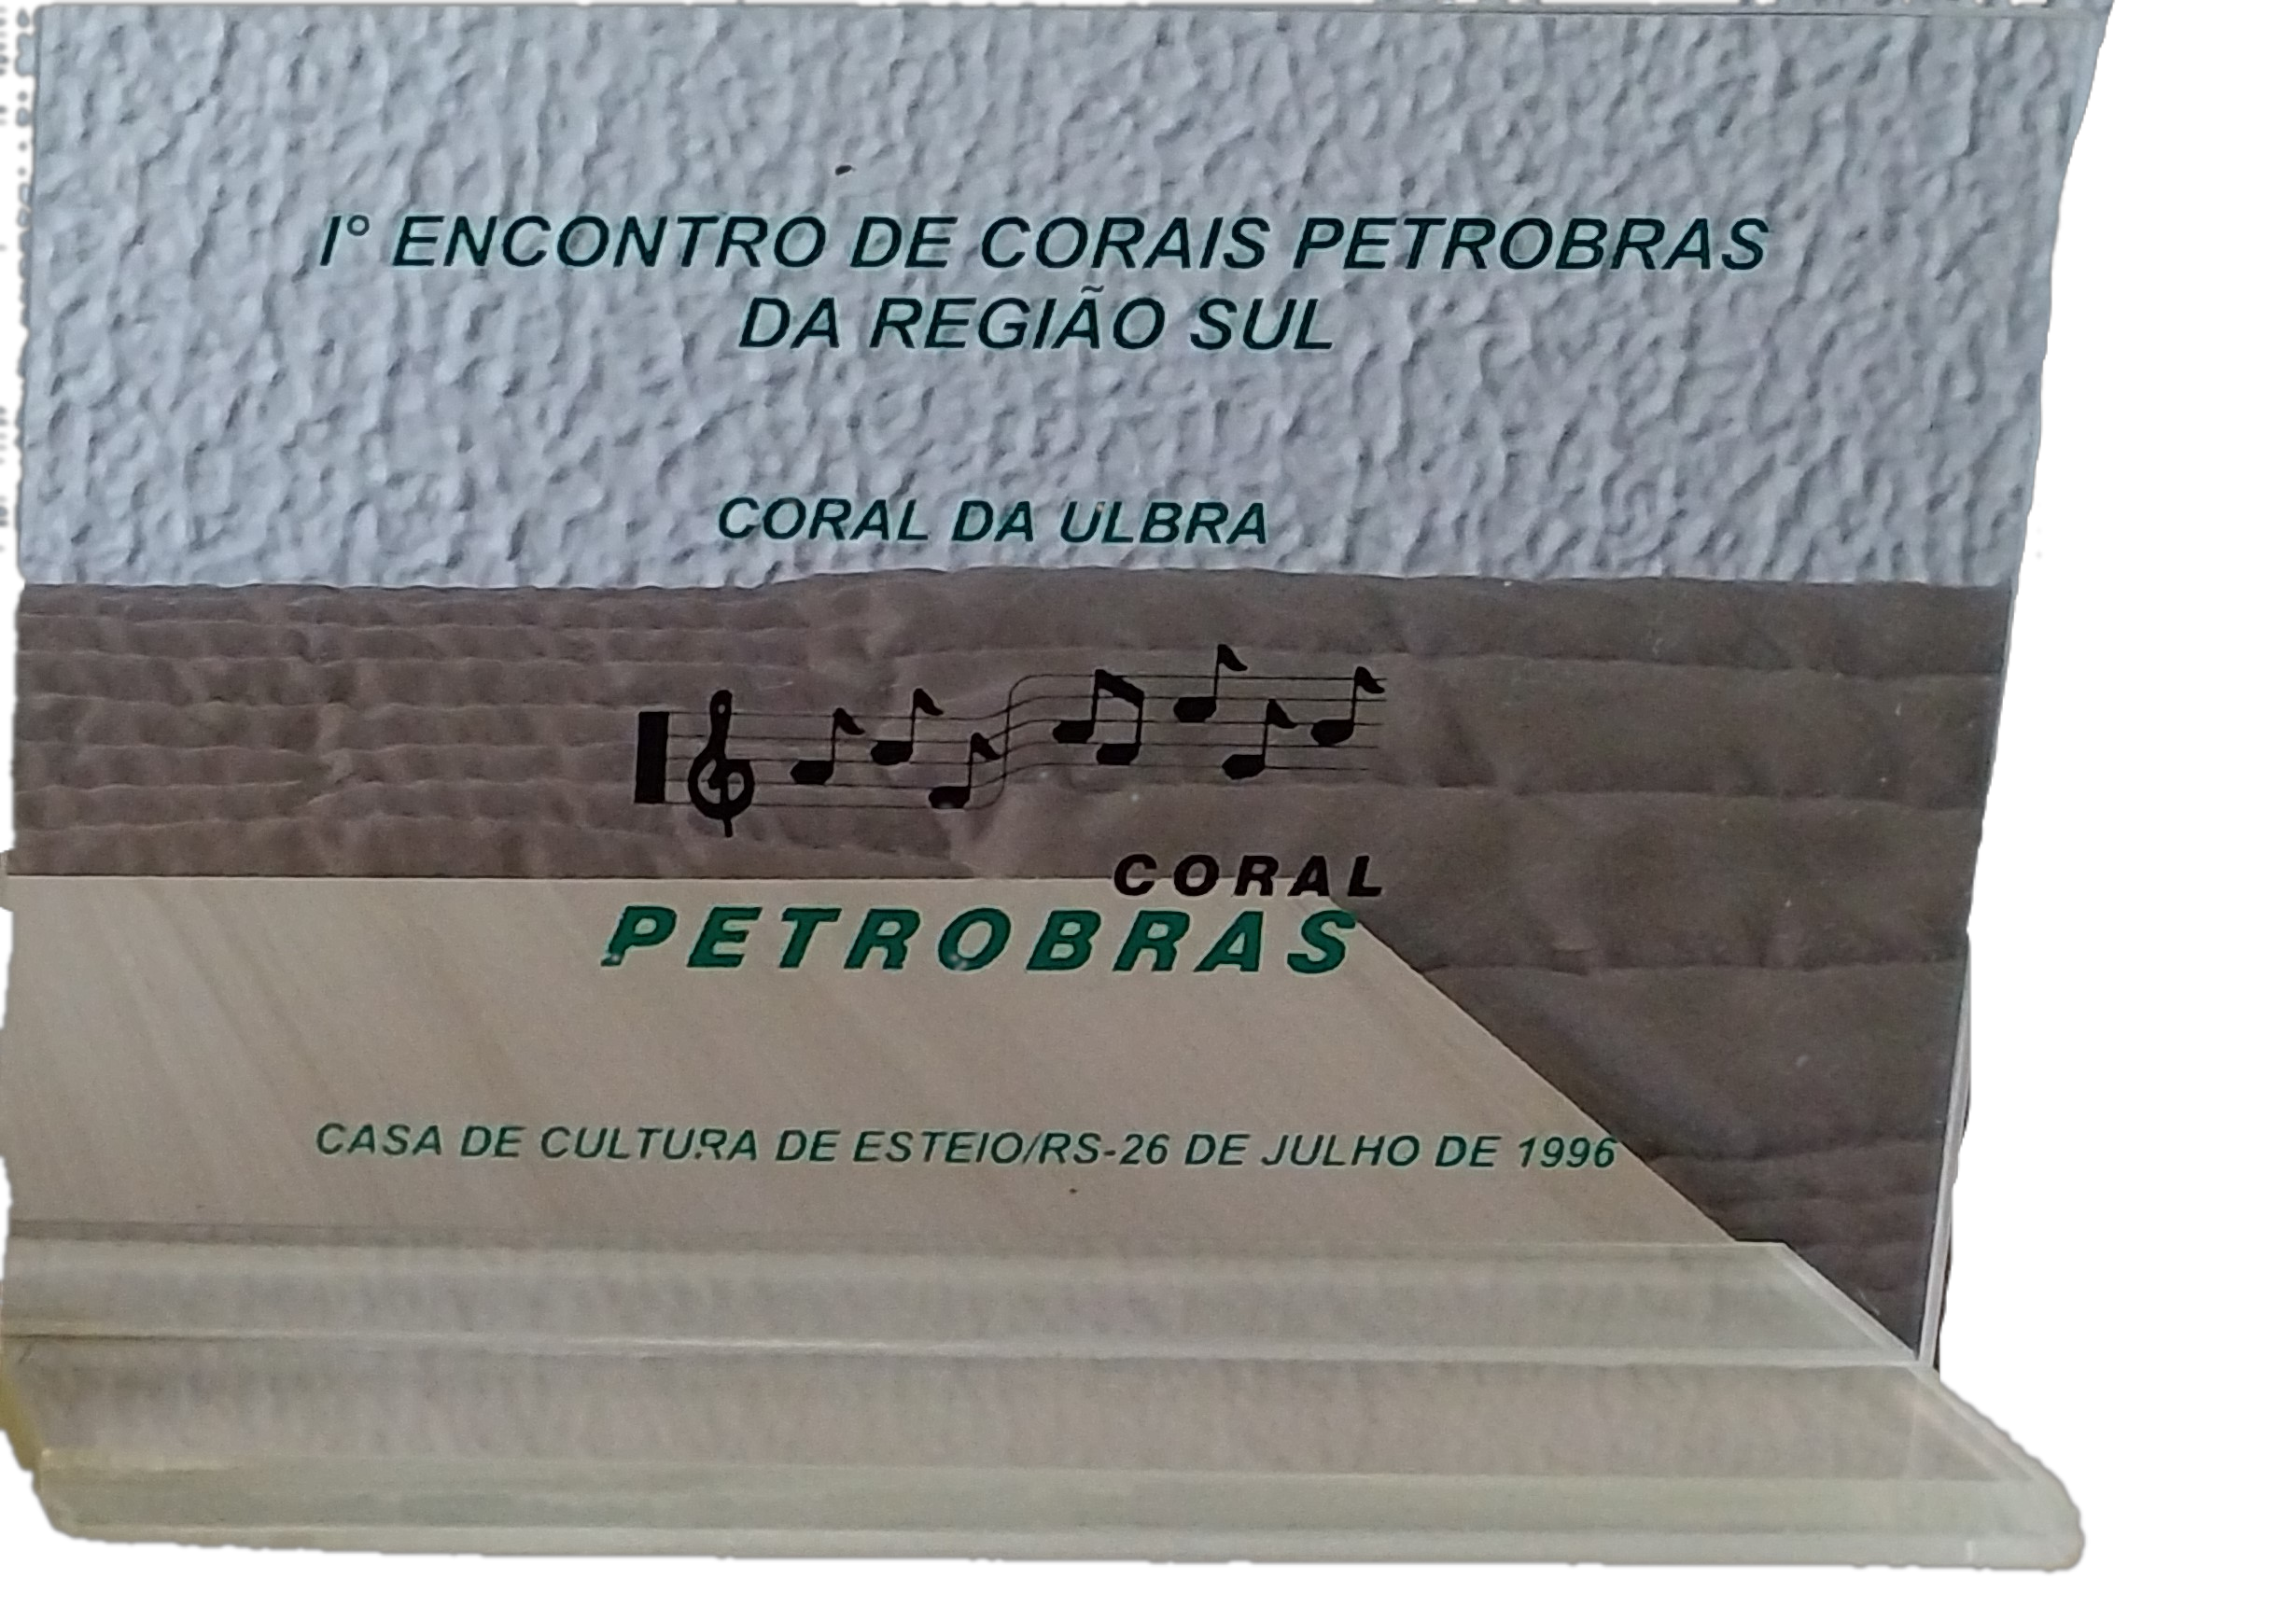 I° ENCONTRO DE CORAIS PETROBRAS
DA REGIÃO SUL
CORAL DA ULBRA
CORAL
PETROBRAS
CASA DE CULTURA DE ESTEIO/RS-26 DE JULHO DE 1996